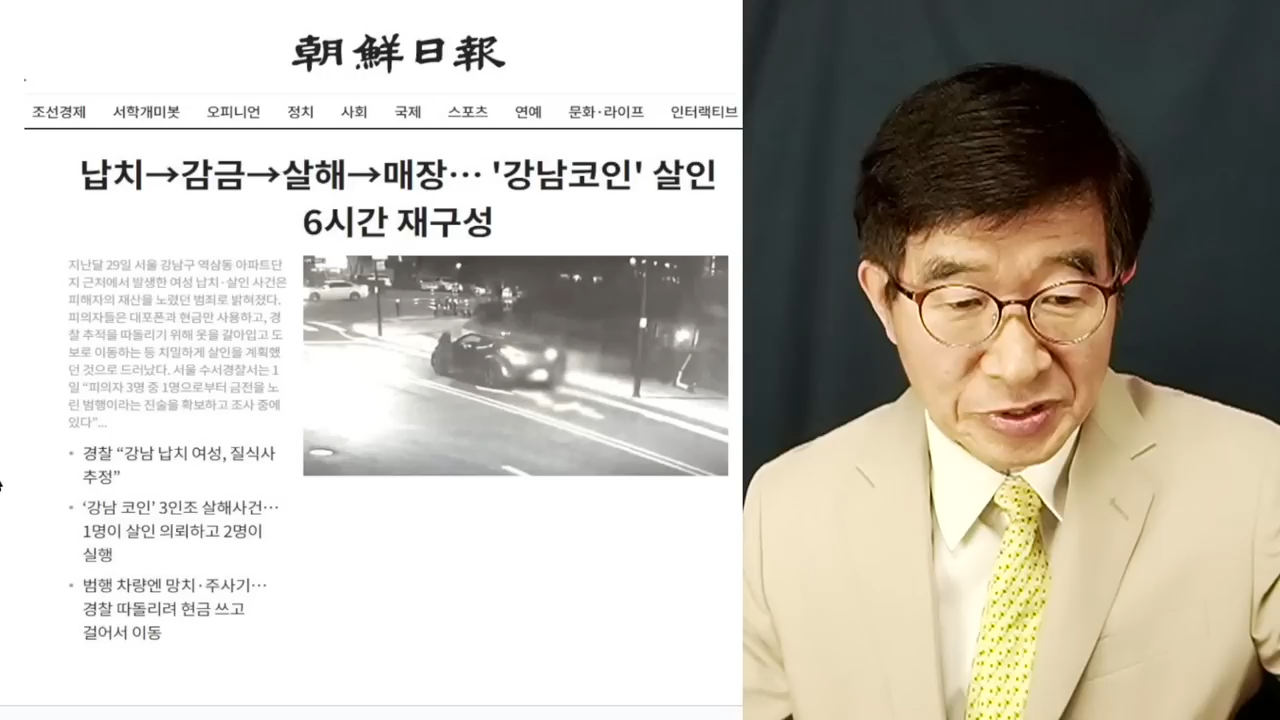 朝鮮日報
조선경제 서학개미봇 오피니언 정치 사회 국제 스포츠 연예 문화·라이프 인터랙티브
납치→감금→살해→매장… '강남코인' 살인
6시간 재구성
지난달 29일 서울 강남구 역삼동 아파트단
지 근처에서 발생한 여성 납치·살인 사건은
피해자의 재산을 노렸던 범죄로 밝혀졌다.
피의자들은 대포폰과 현금만 사용하고, 경
찰 추적을 따돌리기 위해 옷을 갈아입고 도
보로 이동하는 등 치밀하게 살인을 계획했
던 것으로 드러났다. 서울 수서경찰서는 1
일 “피의자 3명 중 1명으로부터 금전을 노
린 범행이라는 진술을 확보하고 조사 중에
있다”...
• 경찰 “강남 납치 여성, 질식사
추정”
• ‘강남 코인’ 3인조 살해사건…
1명이 살인 의뢰하고 2명이
실행
• 범행 차량엔 망치·주사기…
경찰 따돌리려 현금 쓰고
걸어서 이동